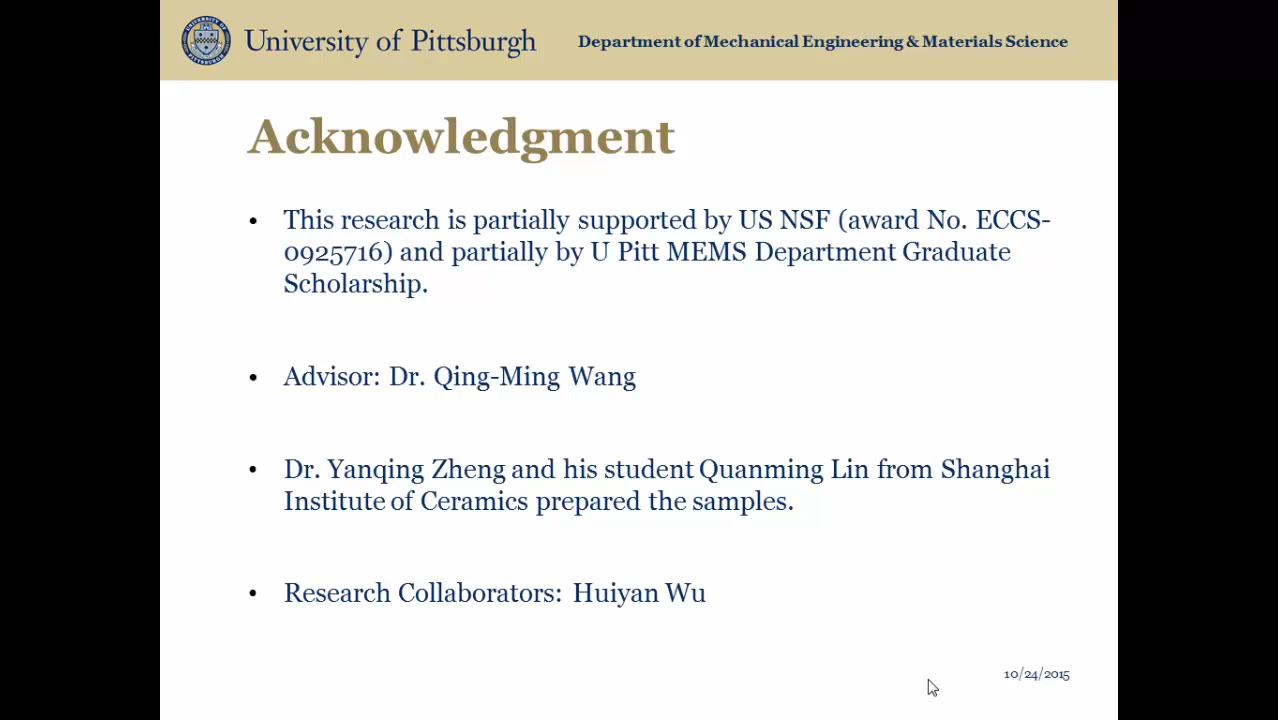 University of Pittsburgh
Department of Mechanical Engineering & Materials Science
Acknowledgment
• This research is partially supported by US NSF (award No. ECCS-
0925716) and partially by U Pitt MEMS Department Graduate
Scholarship.
• Advisor: Dr. Qing-Ming Wang
• Dr. Yanqing Zheng and his student Quanming Lin from Shanghai
Institute of Ceramics prepared the samples.
• Research Collaborators: Huiyan Wu
10/24/2015